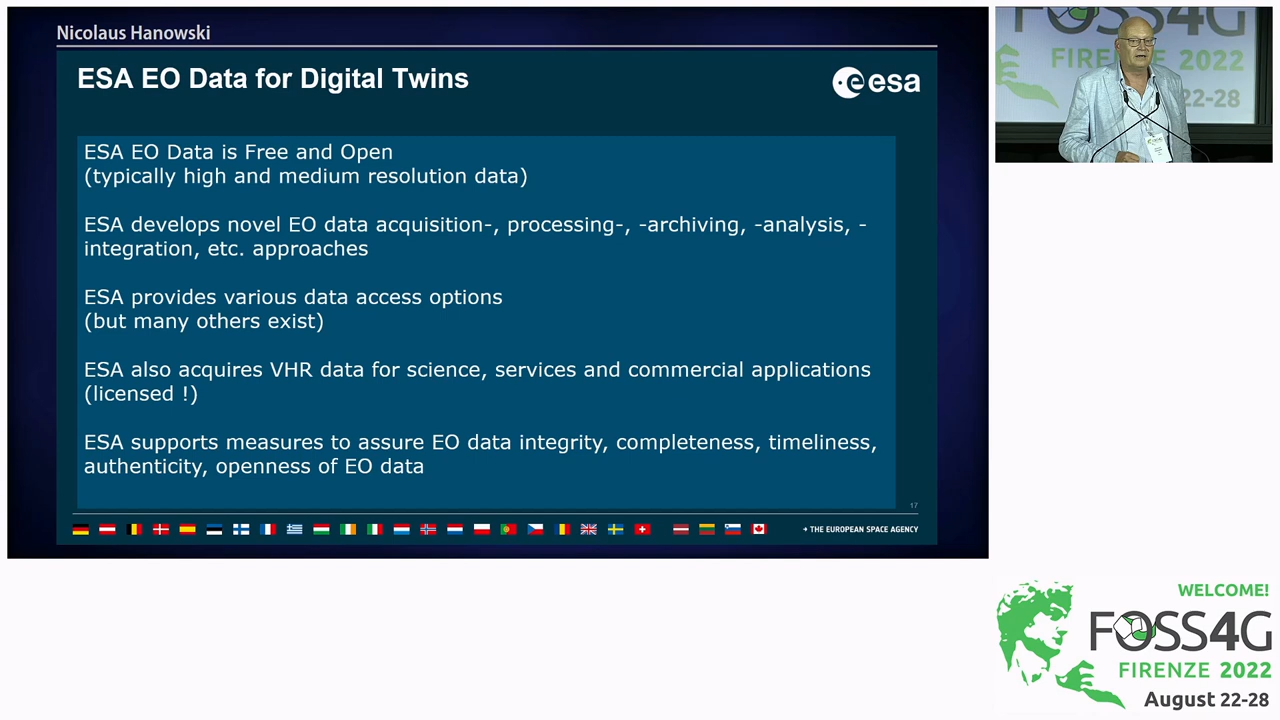 Nicolaus Hanowski
ESA EO Data for Digital Twins
esa
ESA EO Data is Free and Open
(typically high and medium resolution data)
ESA develops novel EO data acquisition-, processing-, -archiving, -analysis, -
integration, etc. approaches
ESA provides various data access options
(but many others exist)
ESA also acquires VHR data for science, services and commercial applications
(licensed !)
ESA supports measures to assure EO data integrity, completeness, timeliness,
authenticity, openness of EO data
17
→ THE EUROPEAN SPACE AGENCY
FOSS4G
FIRENZE 2022
22-28
WELCOME!
FOSS4G
FIRENZE 2022
August 22-28